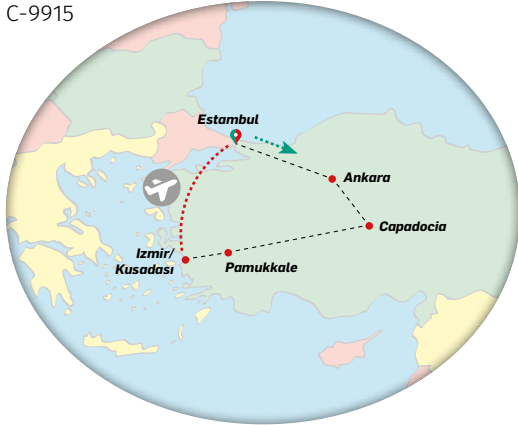 C-9915
Estambul
Ankara
Capadocia
Izmir/
Kusadası
Pamukkale